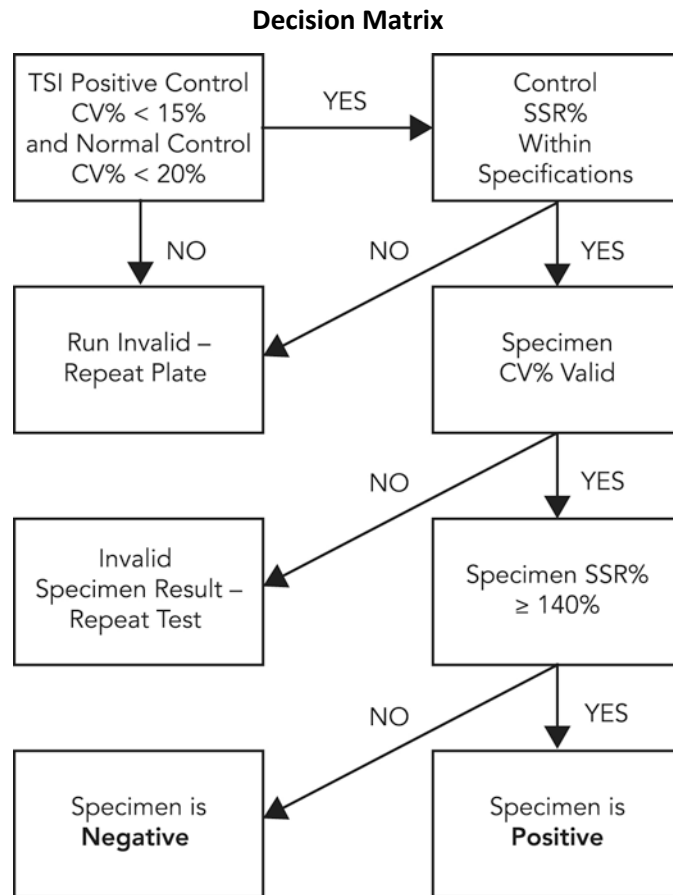 Decision Matrix
TSI Positive Control
CV% < 15%
and Normal Control
CV% < 20%
YES
Control
SSR%
Within
Specifications
NO
NO
YES
Run Invalid –
Repeat Plate
Specimen
CV% Valid
NO
YES
Invalid
Specimen Result –
Repeat Test
Specimen SSR%
≥ 140%
NO
YES
Specimen is
Negative
Specimen is
Positive